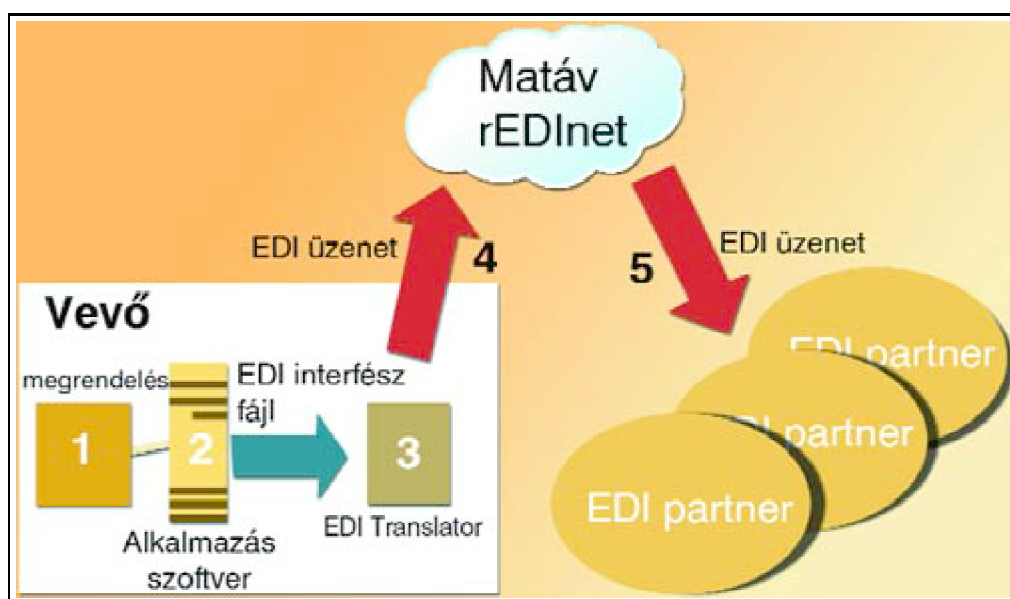 Matáv
rEDInet
EDI üzenet
4
5
EDI üzenet
Vevő
megrendelés
EDI interfész
fájl
1
2
3
Alkalmazás
szoftver
EDI Translator
EDI partner
partner
EDI partner